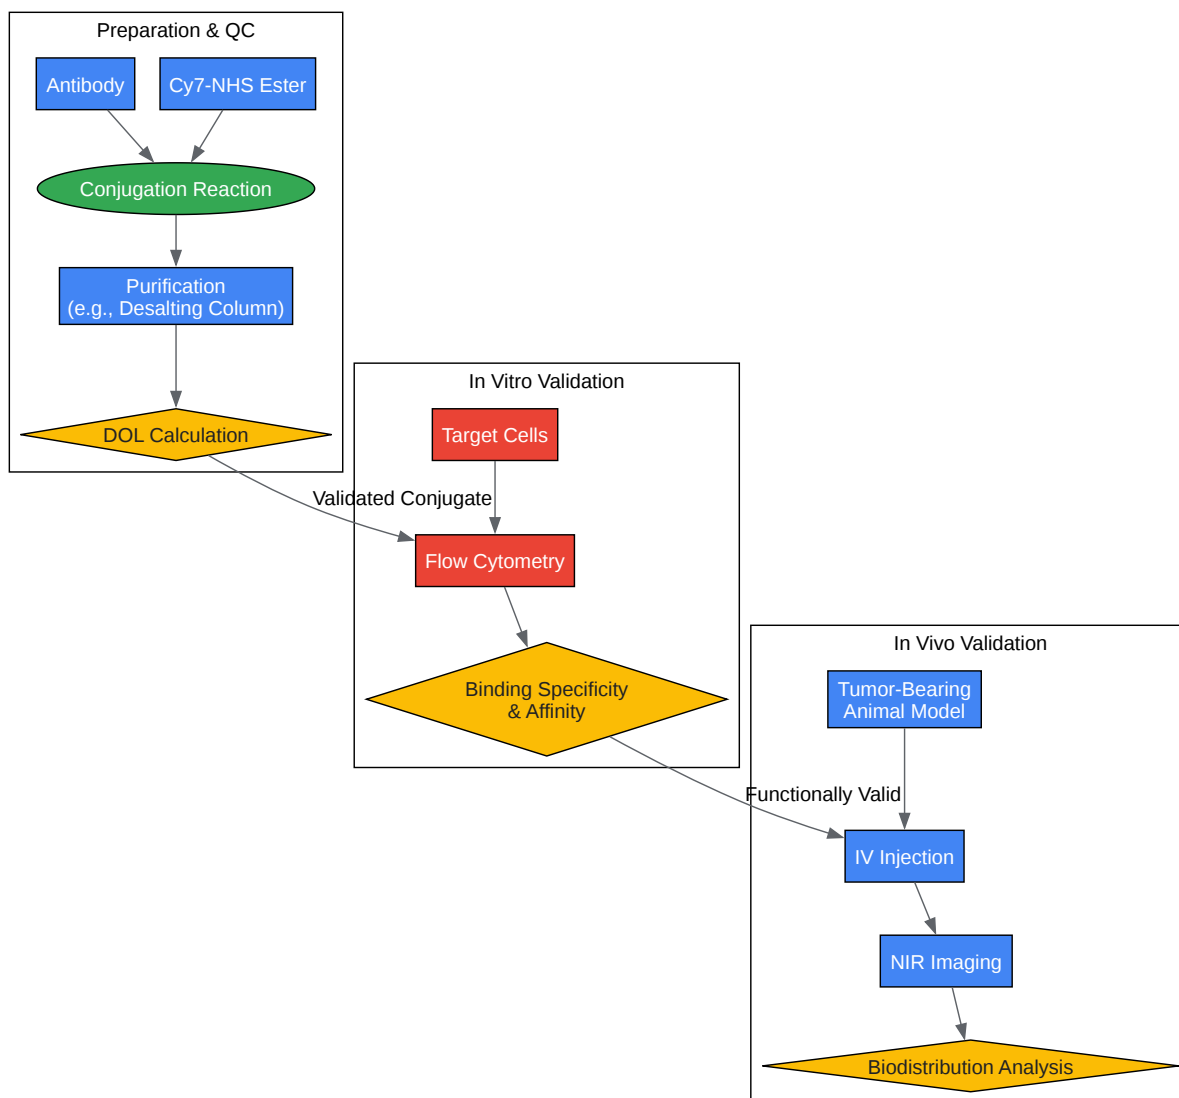 Preparation & QC
Antibody
Cy7-NHS Ester
Conjugation Reaction
Purification
(e.g., Desalting Column)
DOL Calculation
In Vitro Validation
Target Cells
Validated Conjugate
Flow Cytometry
Binding Specificity
& Affinity
In Vivo Validation
Tumor-Bearing
Animal Model
Functionally Valid
IV Injection
NIR Imaging
Biodistribution Analysis